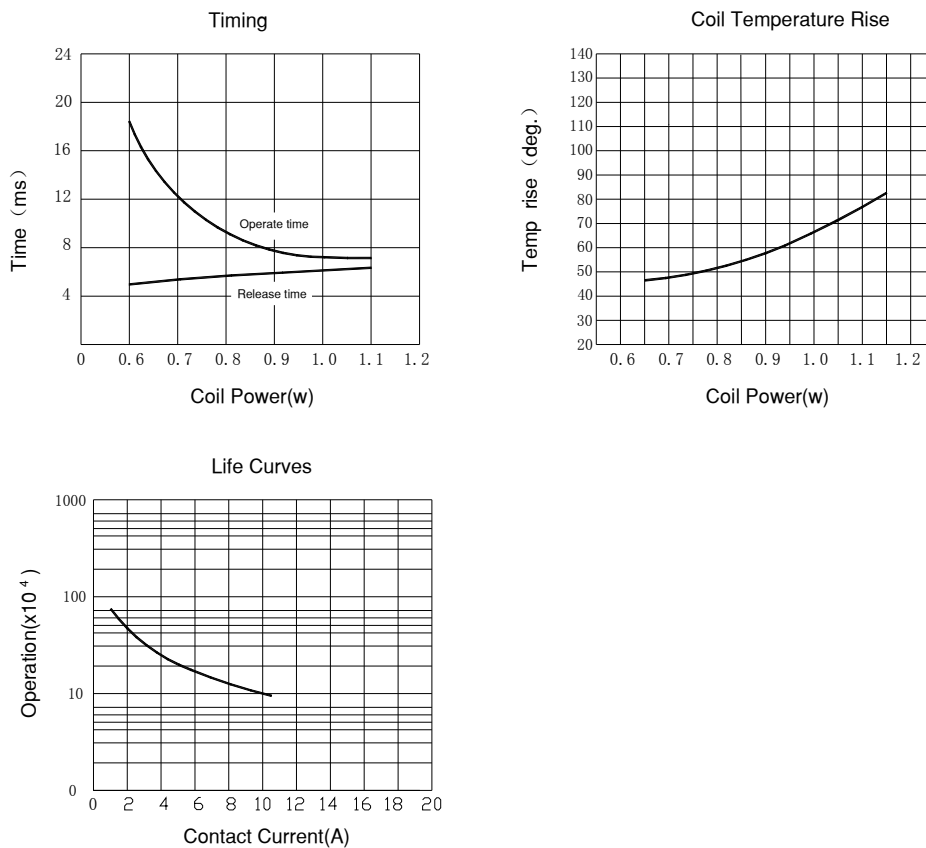 Timing
24
20
16
12
8
4
Time（ms）
Operate time
Release time
0 0.6 0.7 0.8 0.9 1.0 1.1 1.2
Coil Power(w)
Coil Temperature Rise
140
130
120
110
100
90
80
70
60
50
40
30
20
Temp rise（deg.）
0.6 0.7 0.8 0.9 1.0 1.1 1.2
Coil Power(w)
Life Curves
1000
100
10
0
Operation(x10⁴)
0 2 4 6 8 10 12 14 16 18 20
Contact Current(A)